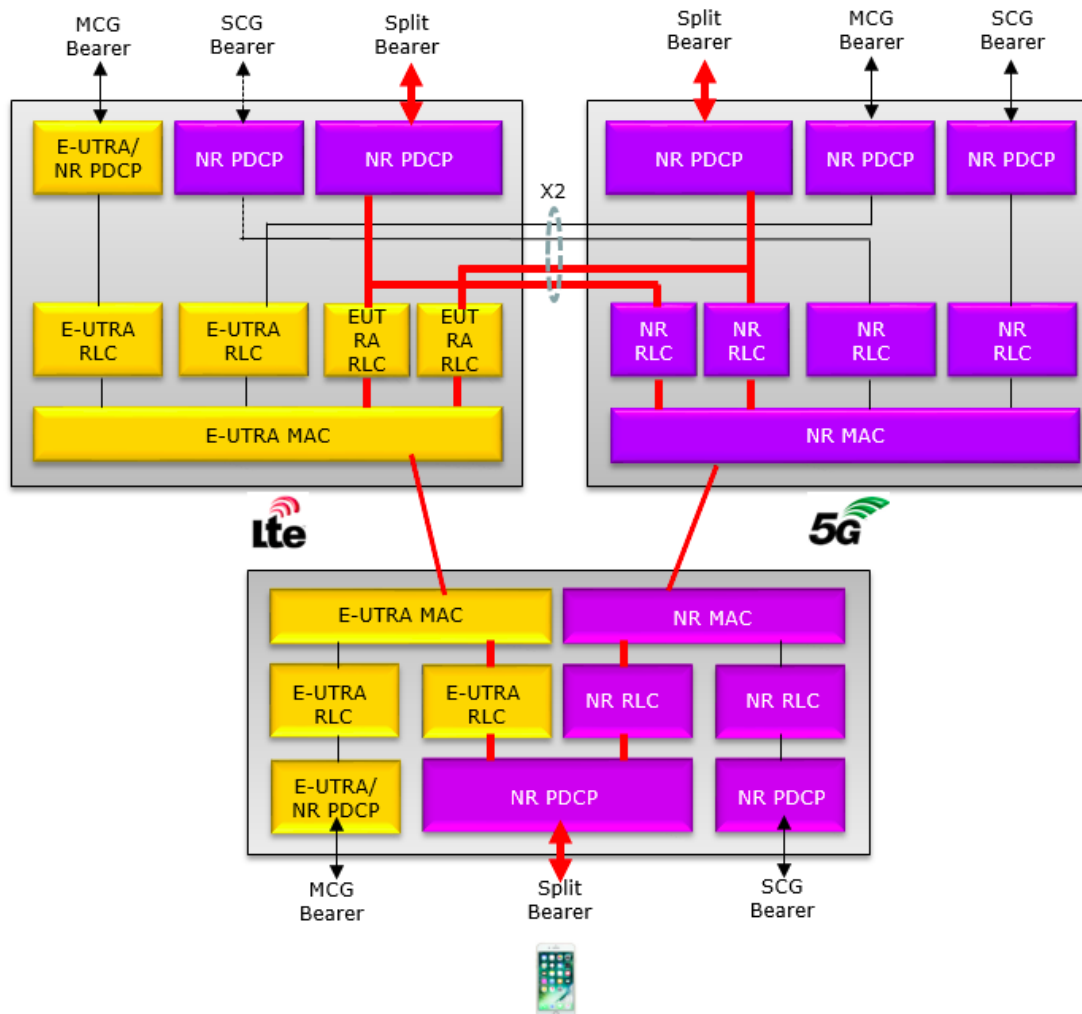 MCG
Bearer
SCG
Bearer
Split
Bearer
Split
Bearer
MCG
Bearer
SCG
Bearer
E-UTRA/
NR PDCP
NR PDCP
NR PDCP
X2
NR PDCP
NR PDCP
NR PDCP
E-UTRA
RLC
E-UTRA
RLC
EUT
RA
RLC
EUT
RA
RLC
NR
RLC
NR
RLC
NR
RLC
NR
RLC
E-UTRA MAC
NR MAC
Lte
5G
E-UTRA MAC
NR MAC
E-UTRA
RLC
E-UTRA
RLC
NR RLC
NR RLC
E-UTRA/
NR PDCP
NR PDCP
NR PDCP
MCG
Bearer
Split
Bearer
SCG
Bearer